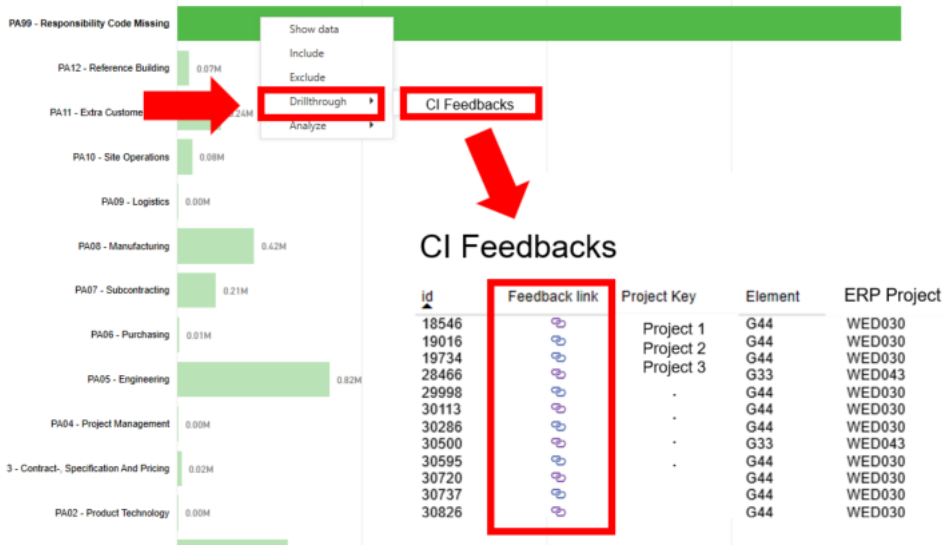 PA99 - Responsibility Code Missing
Show data
Include
PA12 - Reference Building 0.07M
Exclude
Drillthrough
CI Feedbacks
PA11 - Extra Custome .24M
Analyze
PA10 - Site Operations 0.08M
PA09 - Logistics 0.00M
PA08 - Manufacturing 0.42M
PA07 - Subcontracting 0.21M
PA06 - Purchasing 0.01M
PA05 - Engineering 0.82M
PA04 - Project Management 0.00M
3 - Contract-, Specification And Pricing 0.02M
PA02 - Product Technology 0.00M
CI Feedbacks
id Feedback link Project Key Element ERP Project
18546 Project 1 G44 WED030
19016 Project 2 G44 WED030
19734 Project 3 G44 WED030
28466 G33 WED043
29998 . G44 WED030
30113 . G44 WED030
30286 G44 WED030
30500 . G33 WED043
30595 . G44 WED030
30720 G44 WED030
30737 G44 WED030
30826 G44 WED030